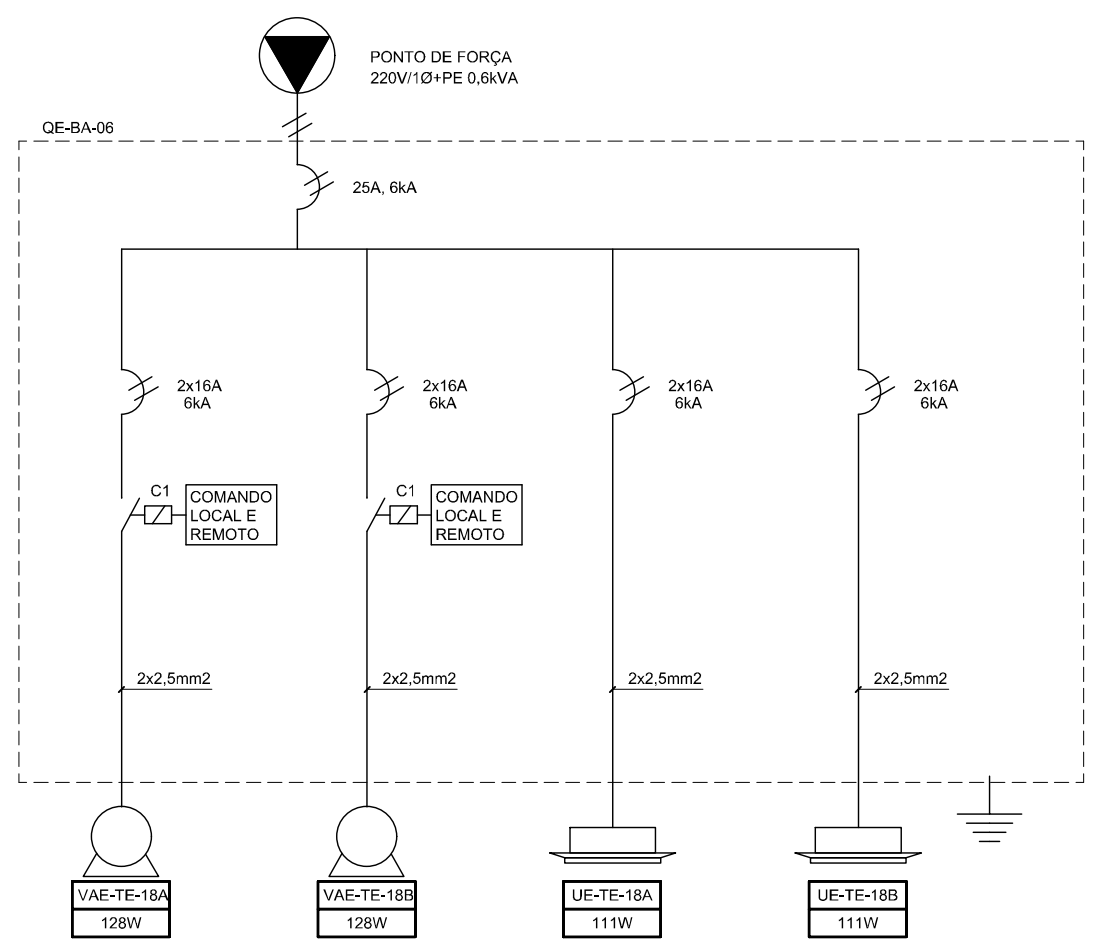 PONTO DE FORÇA
220V/1Ø+PE 0,6kVA
QE-BA-06
25A, 6kA
2x16A
6kA
2x16A
6kA
2x16A
6kA
2x16A
6kA
C1
COMANDO
LOCAL E
REMOTO
C1
COMANDO
LOCAL E
REMOTO
2x2,5mm2
2x2,5mm2
2x2,5mm2
2x2,5mm2
VAE-TE-18A
128W
VAE-TE-18B
128W
UE-TE-18A
111W
UE-TE-18B
111W